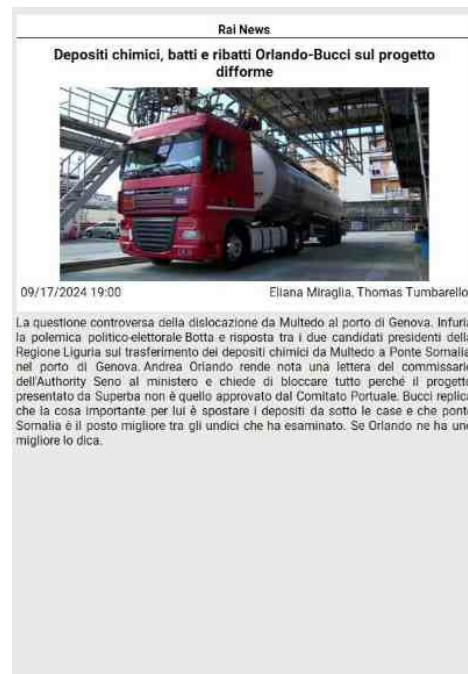 Rai News
Depositi chimici, batti e ribatti Orlando-Bucci sul progetto
difforme
09/17/2024 19:00
Eliana Miraglia, Thomas Tumbarello
La questione controversa della dislocazione da Multedo al porto di Genova. Infuria
la polemica politico-elettorale Botta e risposta tra i due candidati presidenti della
Regione Liguria sul trasferimento dei depositi chimici da Multedo a Ponte Somalia,
nel porto di Genova. Andrea Orlando rende nota una lettera del commissario
dell'Authority Seno al ministero e chiede di bloccare tutto perché il progetto
presentato da Superba non è quello approvato dal Comitato Portuale. Bucci replica
che la cosa importante per lui è spostare i depositi da sotto le case e che ponte
Somalia è il posto migliore tra gli undici che ha esaminato. Se Orlando ne ha uno
migliore lo dica.